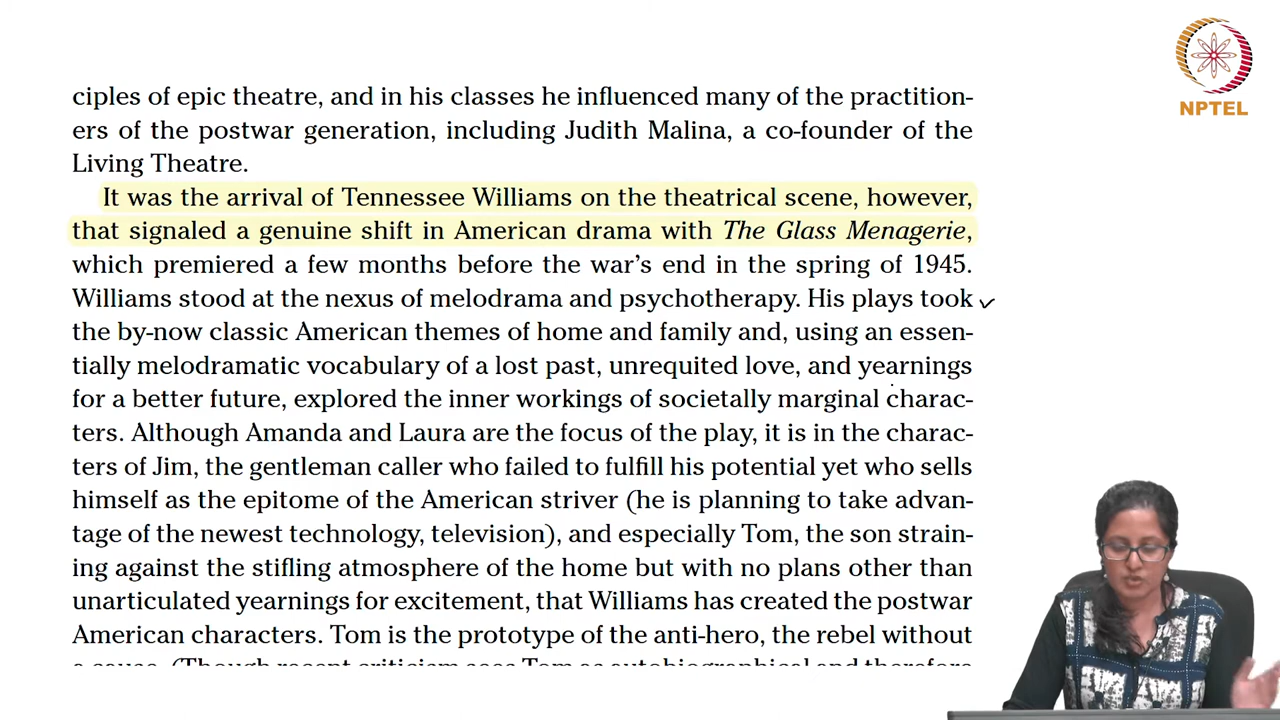 NPTEL
ciples of epic theatre, and in his classes he influenced many of the practition-
ers of the postwar generation, including Judith Malina, a co-founder of the
Living Theatre.
It was the arrival of Tennessee Williams on the theatrical scene, however,
that signaled a genuine shift in American drama with The Glass Menagerie,
which premiered a few months before the war's end in the spring of 1945.
Williams stood at the nexus of melodrama and psychotherapy. His plays took
the by-now classic American themes of home and family and, using an essen-
tially melodramatic vocabulary of a lost past, unrequited love, and yearnings
for a better future, explored the inner workings of societally marginal charac-
ters. Although Amanda and Laura are the focus of the play, it is in the charac-
ters of Jim, the gentleman caller who failed to fulfill his potential yet who sells
himself as the epitome of the American striver (he is planning to take advan-
tage of the newest technology, television), and especially Tom, the son strain-
ing against the stifling atmosphere of the home but with no plans other than
unarticulated yearnings for excitement, that Williams has created the postwar
American characters. Tom is the prototype of the anti-hero, the rebel without
a cause. (Though recent criticism sees Tom as autobiographical and therefore